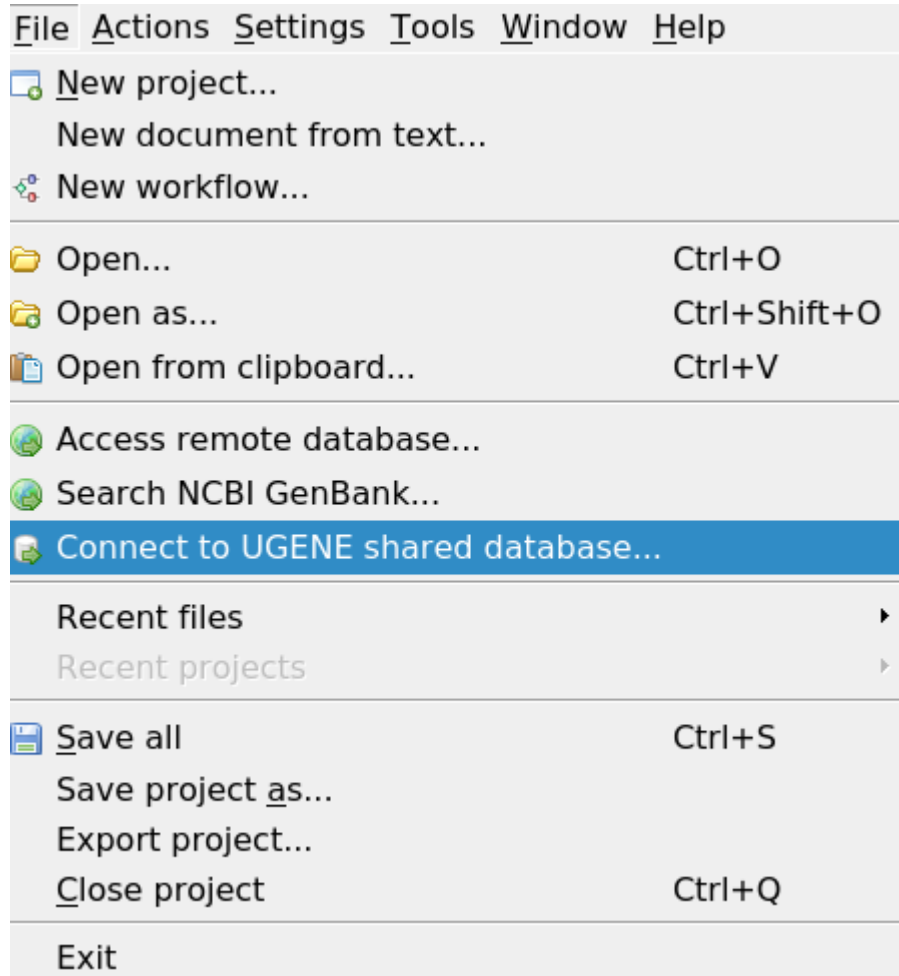 File Actions Settings Tools Window Help
New project...
New document from text...
New workflow...
Open... Ctrl+O
Open as... Ctrl+Shift+O
Open from clipboard... Ctrl+V
Access remote database...
Search NCBI GenBank...
Connect to UGENE shared database...
Recent files
Recent projects
Save all Ctrl+S
Save project as...
Export project...
Close project Ctrl+Q
Exit